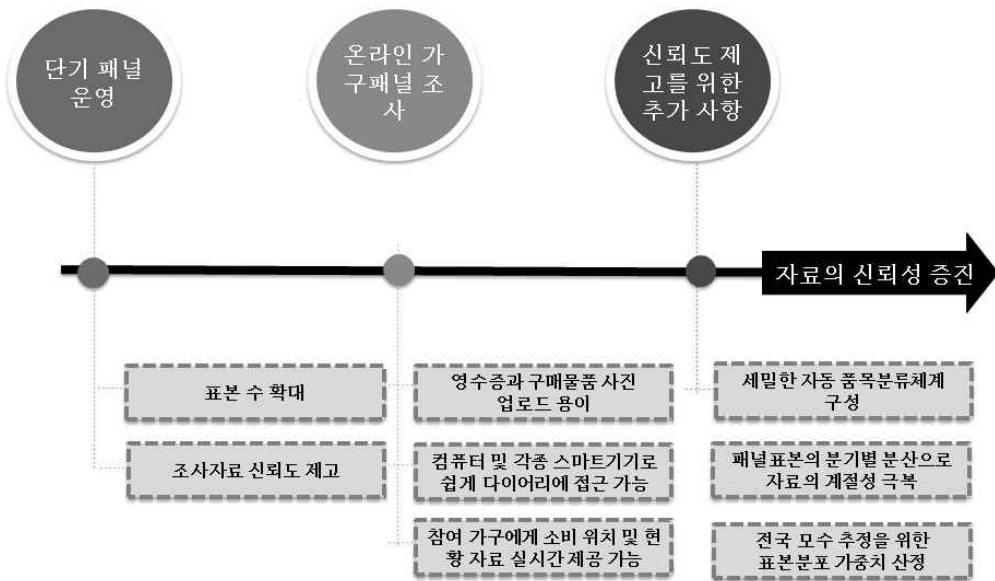 단기 패널
운영
온라인 가
구패널 조
사
신뢰도 제
고를 위한
추가 사항
자료의 신뢰성 증진
표본 수 확대
조사자료 신뢰도 제고
영수증과 구매물품 사진
업로드 용이
컴퓨터 및 각종 스마트기기로
쉽게 다이어리에 접근 가능
참여 가구에게 소비 위치 및 현
황 자료 실시간 제공 가능
세밀한 자동 품목분류체계
구성
패널표본의 분기별 분산으로
자료의 계절성 극복
전국 모수 추정을 위한
표본분포 가중치 산정